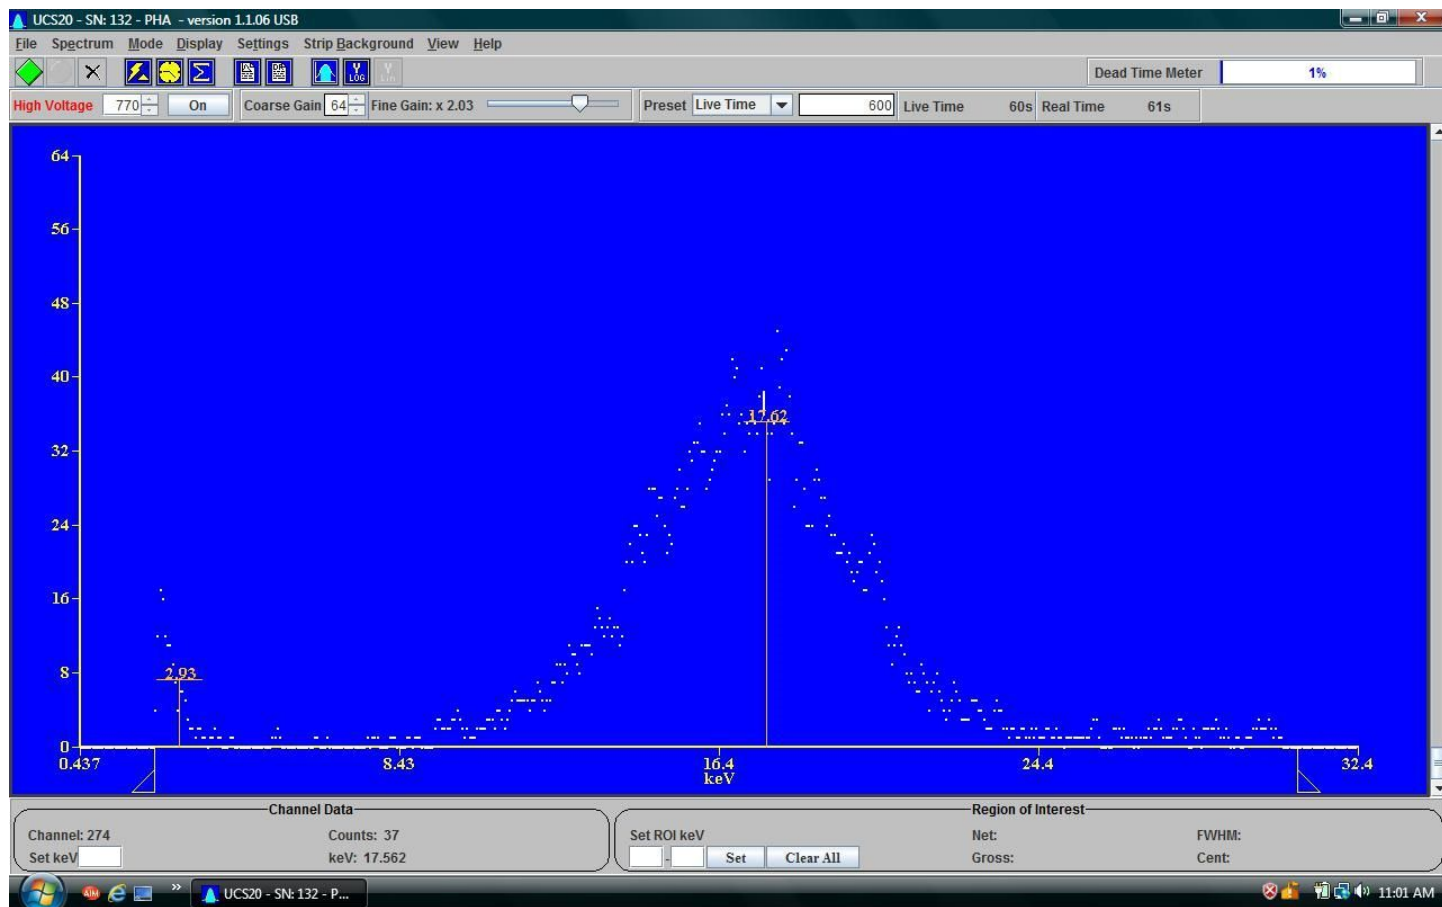 UCS20 - SN: 132 - PHA - version 1.1.06 USB
File Spectrum Mode Display Settings Strip Background View Help
Dead Time Meter 1%
High Voltage 770 On Coarse Gain 64 Fine Gain: x 2.03 Preset Live Time 600 Live Time 60s Real Time 61s
64
56
48
40
17.62
32
24
16
8
2.93
0
0.437 8.43 16.4 24.4 32.4
keV
Channel Data Region of Interest
Channel: 274 Counts: 37 Set ROI keV Net: FWHM:
Set keV keV: 17.562 - Set Clear All Gross: Cent:
UCS20 - SN: 132 - P... 11:01 AM